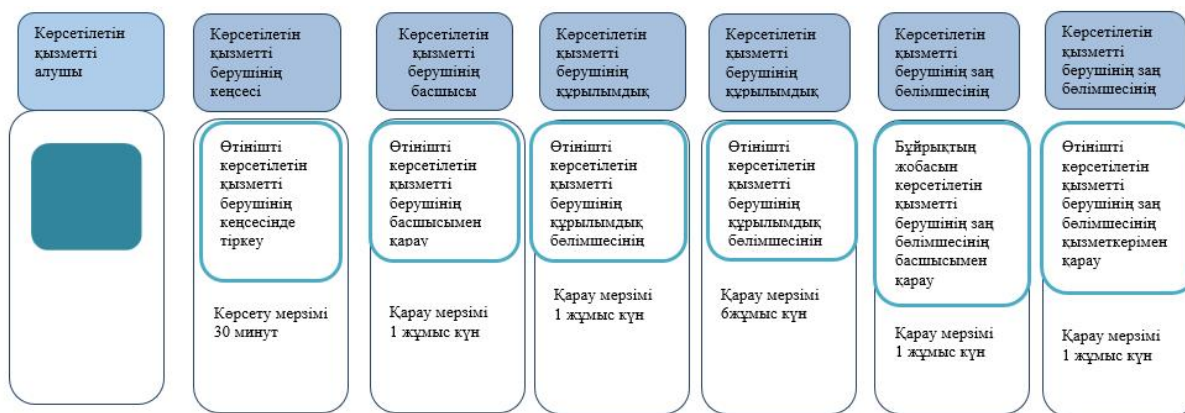 Көрсетілетін
қызметті
алушы
Көрсетілетін
қызметті
берушінің
кеңсесі
Көрсетілетін
қызметті
берушінің
басшысы
Көрсетілетін
қызметті
берушінің
құрылымдық
Көрсетілетін
қызметті
берушінің
құрылымдық
Көрсетілетін
қызметті
берушінің заң
бөлімшесінің
Көрсетілетін
қызметті
берушінің заң
бөлімшесінің
Өтінішті
көрсетілетін
қызметті
берушінің
кеңсесінде
тіркеу
Көрсету мерзімі
30 минут
Өтінішті
көрсетілетін
қызметті
берушінің
басшысымен
қарау
Қарау мерзімі
1 жұмыс күн
Өтінішті
көрсетілетін
қызметті
берушінің
құрылымдық
бөлімшесінің
Қарау мерзімі
1 жұмыс күн
Өтінішті
көрсетілетін
қызметті
берушінің
құрылымдық
бөлімшесінін
Қарау мерзімі
6жұмыс күн
Бұйрықтың
жобасын
көрсетілетін
қызметті
берушінің заң
бөлімшесінің
басшысымен
қарау
Қарау мерзімі
1 жұмыс күн
Өтінішті
көрсетілетін
қызметті
берушінің заң
бөлімшесінің
қызметкерімен
қарау
Қарау мерзімі
1 жұмыс күн